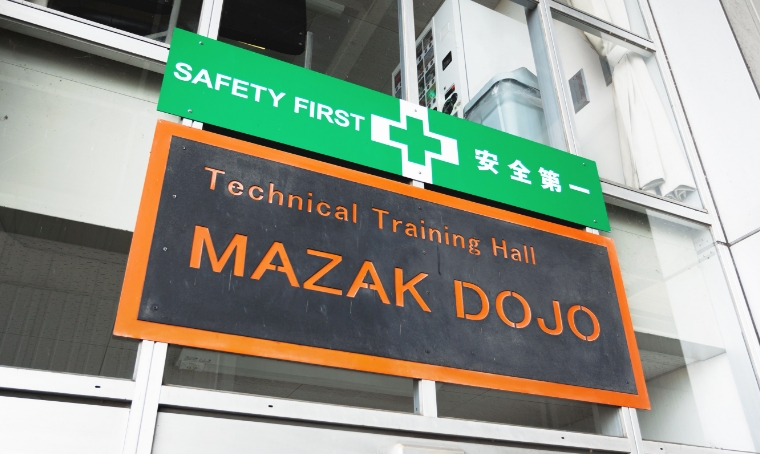 SAFETY FIRST 安全第一
Technical Training Hall
MAZAK DOJO